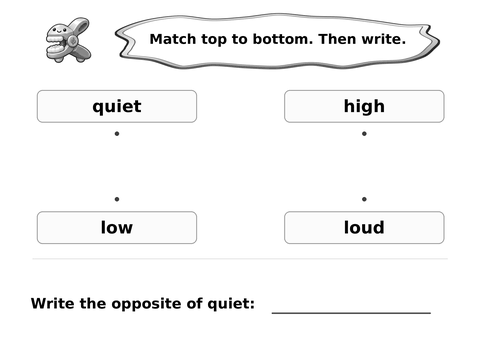 Match top to bottom. Then write.
quiet high
low loud
Write the opposite of quiet: